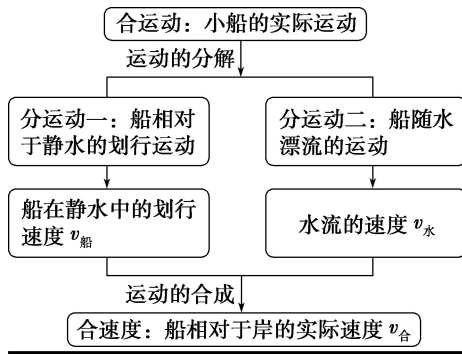 合运动：小船的实际运动
运动的分解
分运动一：船相对
于静水的划行运动
分运动二：船随水
漂流的运动
船在静水中的划行
速度 v船
水流的速度 v水
运动的合成
合速度：船相对于岸的实际速度 v合